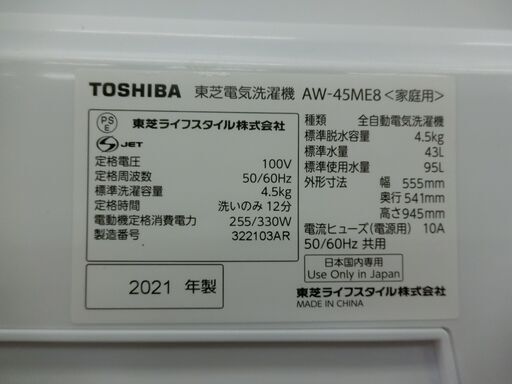 TOSHIBA 東芝電気洗濯機 AW-45ME8<家庭用>
PSE
東芝ライフスタイル株式会社
JET
定格電圧 100V
定格周波数 50/60Hz
標準洗濯容量 4.5kg
定格時間 洗いのみ 12分
電動機定格消費電力 255/330W
製造番号 322103AR
2021 年製
種類 全自動電気洗濯機
標準脱水容量 4.5kg
標準水量 43L
標準使用水量 95L
外形寸法 幅 555mm
奥行 541mm
高さ945mm
電流ヒューズ(電源用) 10A
50/60Hz 共用
日本国内専用
Use Only in Japan
東芝ライフスタイル株式会社
MADE IN CHINA